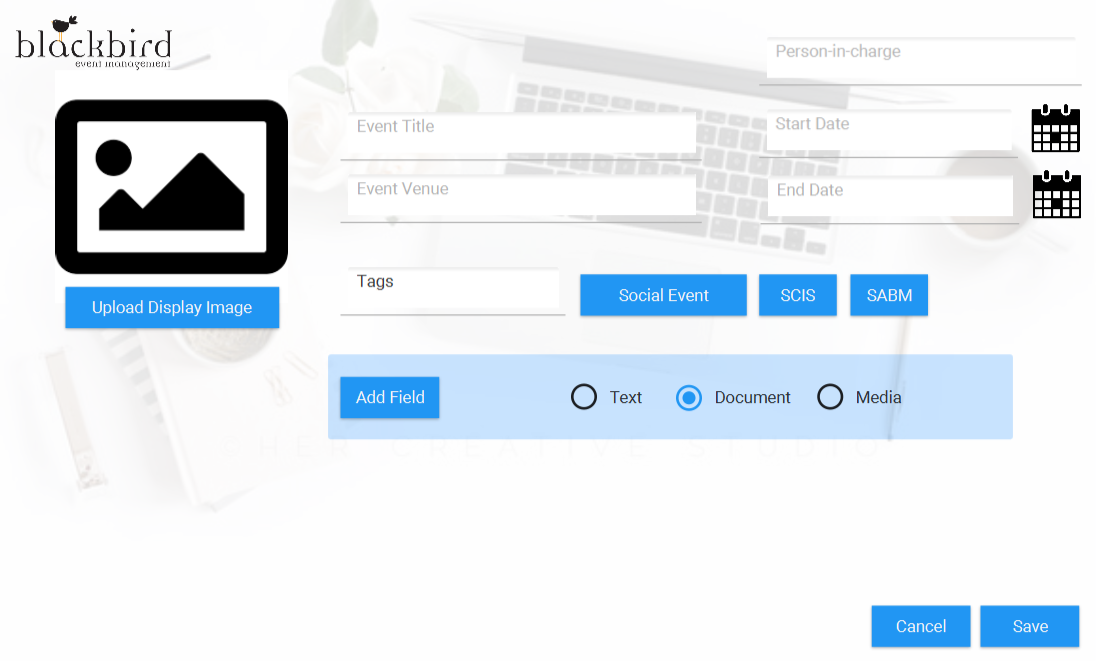 blackbird
event management
Person-in-charge
Event Title
Start Date
Event Venue
End Date
Tags
Social Event
SCIS
SABM
Upload Display Image
Add Field
Text
Document
Media
HER CREATIVE STUDIO
Cancel
Save